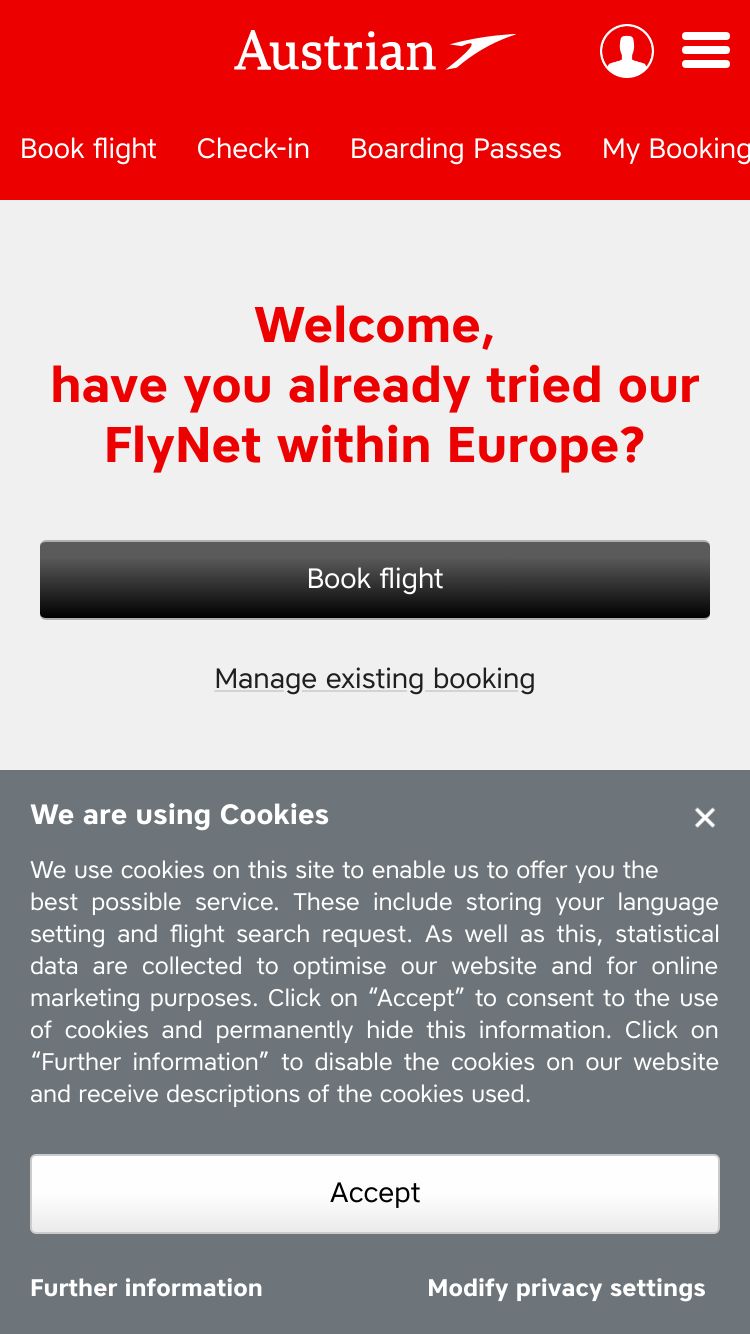 Austrian
Book flight Check-in Boarding Passes My Booking
Welcome,
have you already tried our
FlyNet within Europe?
Book flight
Manage existing booking
We are using Cookies
We use cookies on this site to enable us to offer you the
best possible service. These include storing your language
setting and flight search request. As well as this, statistical
data are collected to optimise our website and for online
marketing purposes. Click on “Accept” to consent to the use
of cookies and permanently hide this information. Click on
“Further information” to disable the cookies on our website
and receive descriptions of the cookies used.
Accept
Further information Modify privacy settings